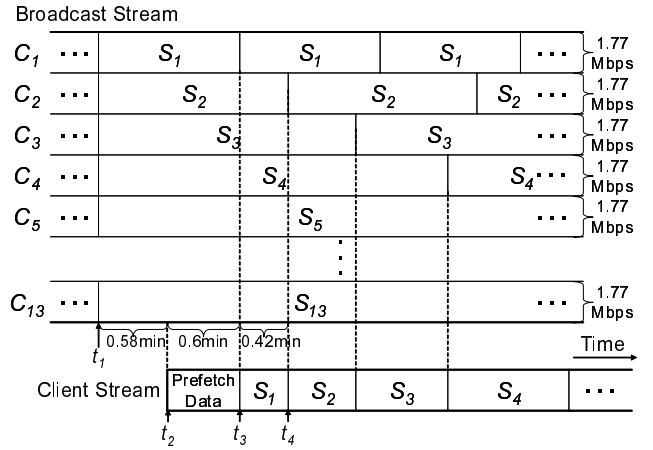 Broadcast Stream
C1 ··· S1 S1 S1 ··· 1.77 Mbps
C2 ··· S2 S2 S2 ··· 1.77 Mbps
C3 ··· S3 S3 ··· 1.77 Mbps
C4 ··· S4 S4 ··· 1.77 Mbps
C5 ··· S5 ··· 1.77 Mbps
C13 ··· S13 ··· 1.77 Mbps
0.58min 0.6min 0.42min
t1
Time
Client Stream Prefetch Data S1 S2 S3 S4 ···
t2 t3 t4